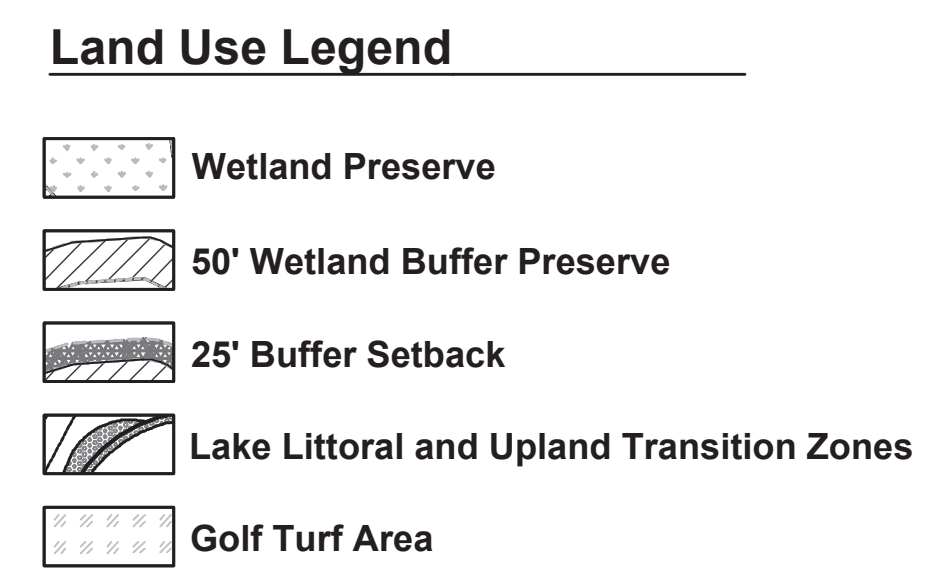 Land Use Legend
Wetland Preserve
50' Wetland Buffer Preserve
25' Buffer Setback
Lake Littoral and Upland Transition Zones
Golf Turf Area